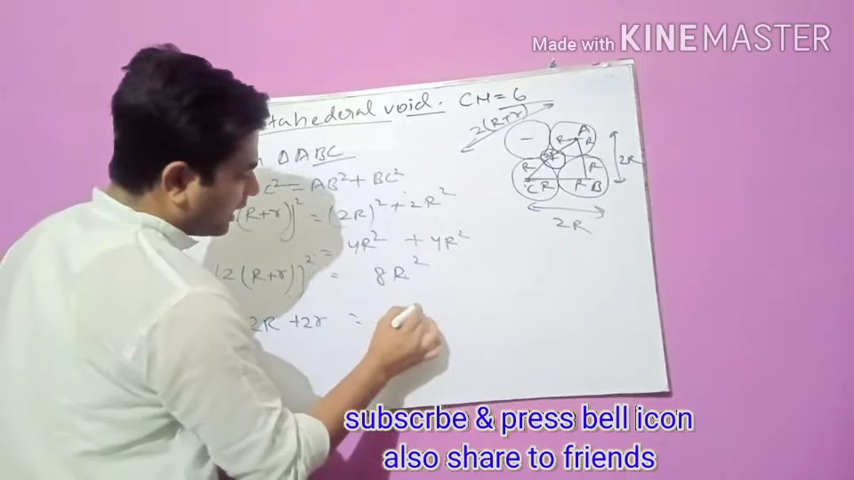 Made with KINEMASTER
tahedral void. CN = 6
△ABC
2(R+r)
C² = AB² + BC²
(R+r)]² = (2R)² + 2R²
= 4R² + 4R²
[2(R+r)]² = 8R²
2R + 2r =
A
R R
- +
R R 2R
C R R B
2R
subscrbe & press bell icon
also share to friends